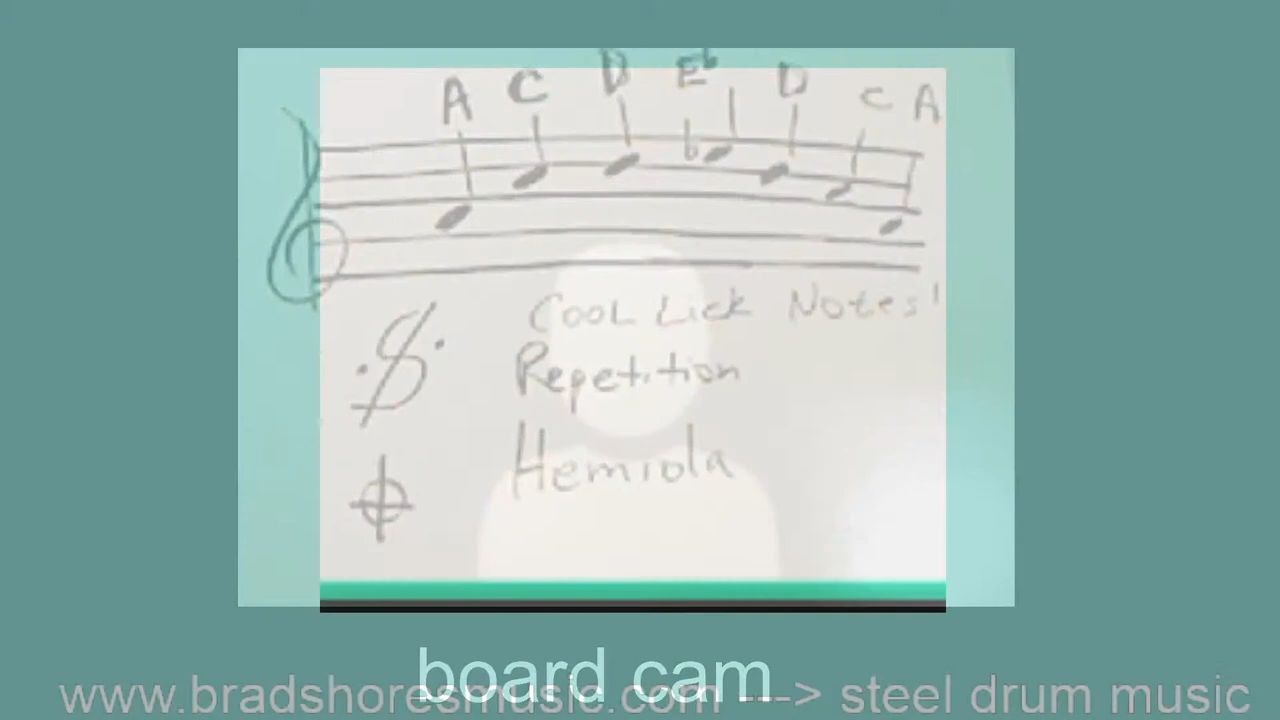 A C D E♭ D C A
♭
Cool Lick Notes!
Repetition
Hemiola
board cam
www.bradshoresmusic.com ---> steel drum music